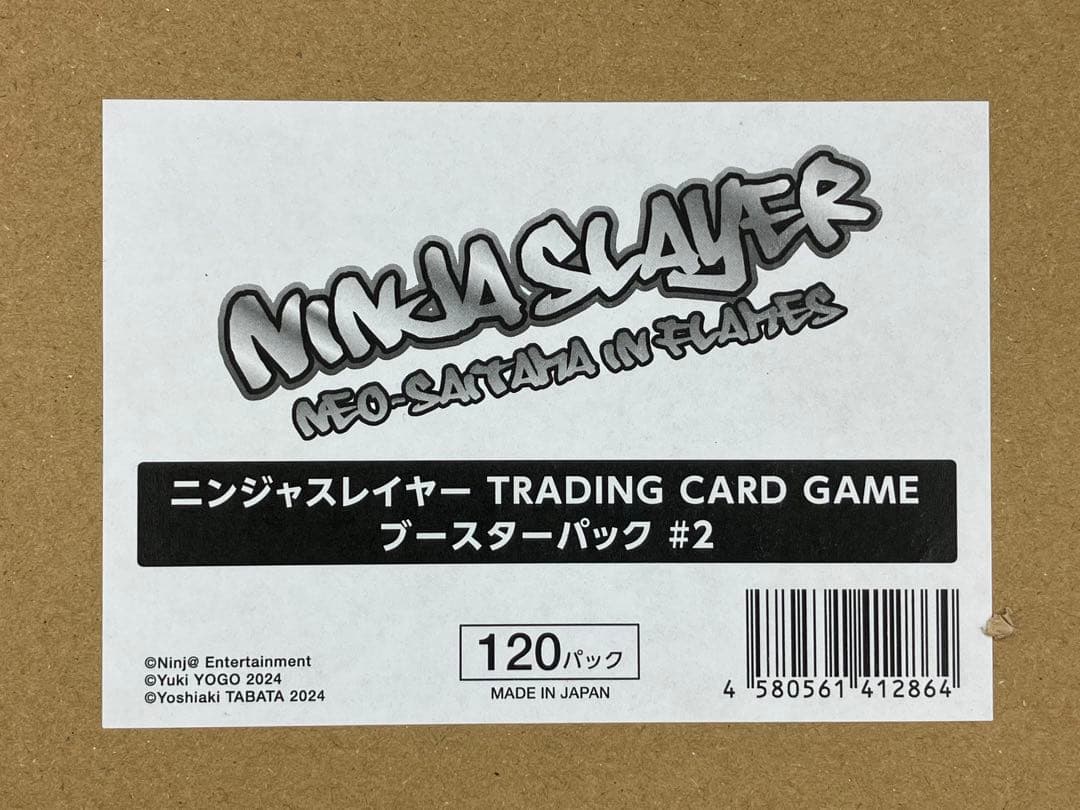 NINJA SLAYER
NEO-SAITAMA IN FLAMES
ニンジャスレイヤー TRADING CARD GAME
ブースターパック #2
120パック
MADE IN JAPAN
©Ninj@ Entertainment
©Yuki YOGO 2024
©Yoshiaki TABATA 2024
4 580561 412864